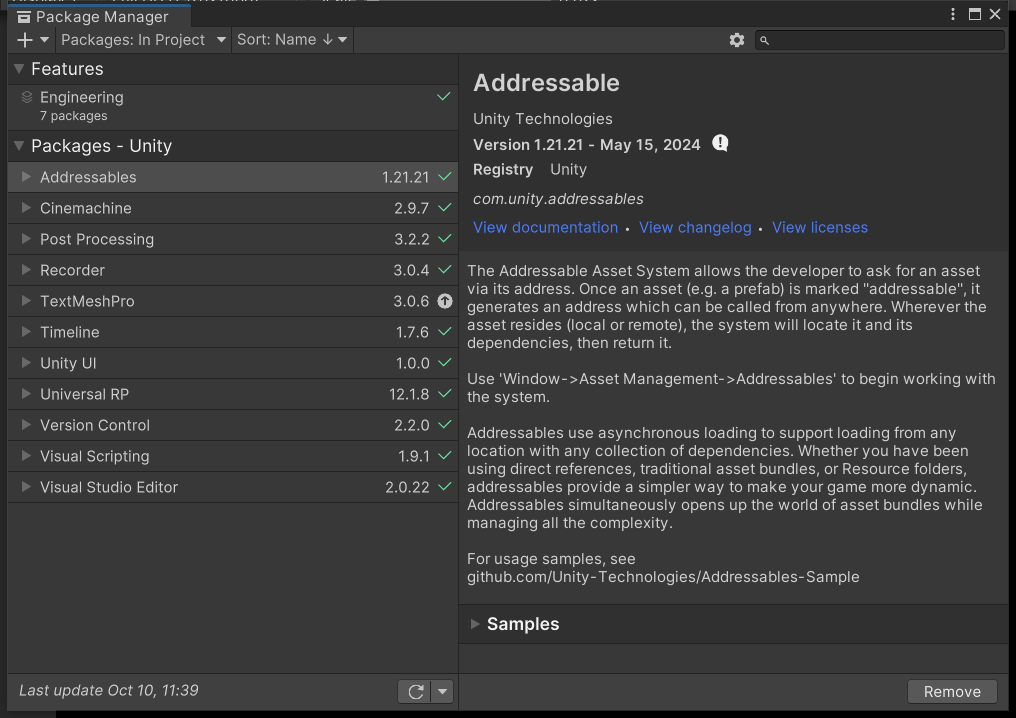 Package Manager
Packages: In Project
Sort: Name ↓
Features
Engineering
7 packages
Packages - Unity
Addressables 1.21.21
Cinemachine 2.9.7
Post Processing 3.2.2
Recorder 3.0.4
TextMeshPro 3.0.6
Timeline 1.7.6
Unity UI 1.0.0
Universal RP 12.1.8
Version Control 2.2.0
Visual Scripting 1.9.1
Visual Studio Editor 2.0.22
Last update Oct 10, 11:39
Addressable
Unity Technologies
Version 1.21.21 - May 15, 2024
Registry Unity
com.unity.addressables
View documentation • View changelog • View licenses
The Addressable Asset System allows the developer to ask for an asset
via its address. Once an asset (e.g. a prefab) is marked "addressable", it
generates an address which can be called from anywhere. Wherever the
asset resides (local or remote), the system will locate it and its
dependencies, then return it.
Use 'Window->Asset Management->Addressables' to begin working with
the system.
Addressables use asynchronous loading to support loading from any
location with any collection of dependencies. Whether you have been
using direct references, traditional asset bundles, or Resource folders,
addressables provide a simpler way to make your game more dynamic.
Addressables simultaneously opens up the world of asset bundles while
managing all the complexity.
For usage samples, see
github.com/Unity-Technologies/Addressables-Sample
Samples
Remove